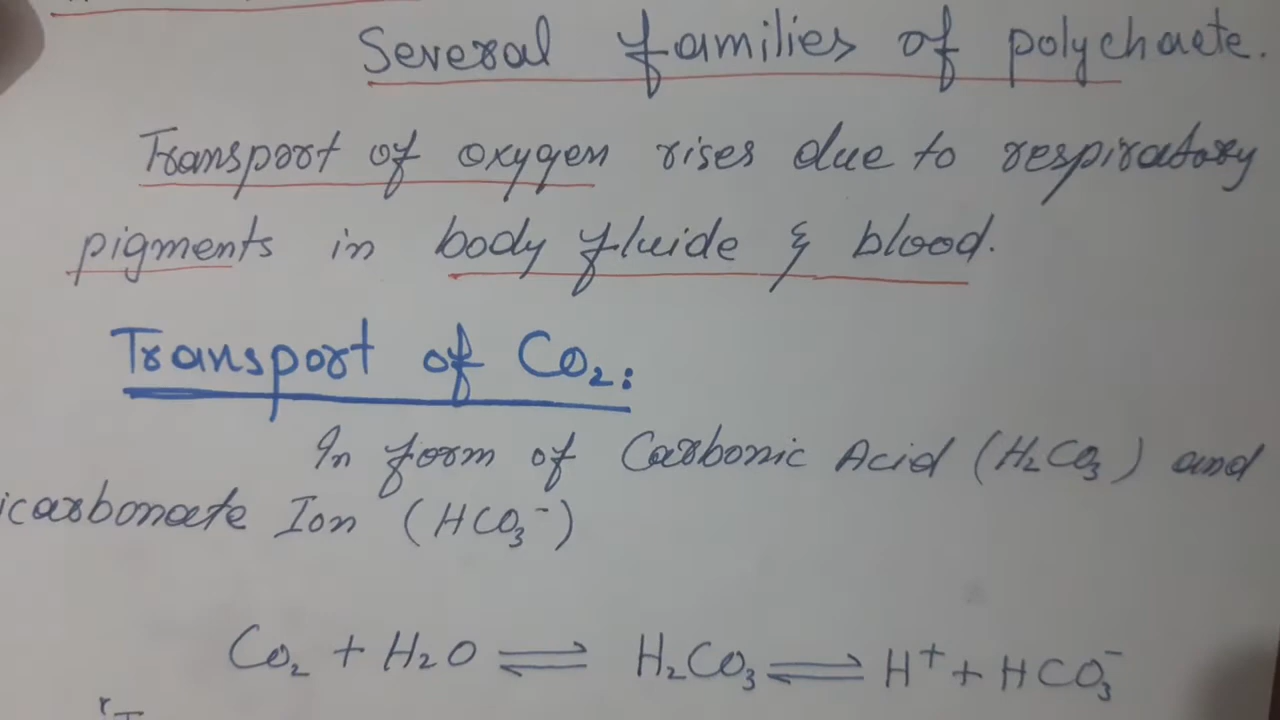 Several families of polychaete.
Transport of oxygen rises due to respiratory
pigments in body fluide & blood.
Transport of CO₂:
In form of Carbonic Acid (H₂CO₃) and
icarbonate Ion (HCO₃⁻)
CO₂ + H₂O ⇌ H₂CO₃ ⇌ H⁺ + HCO₃⁻